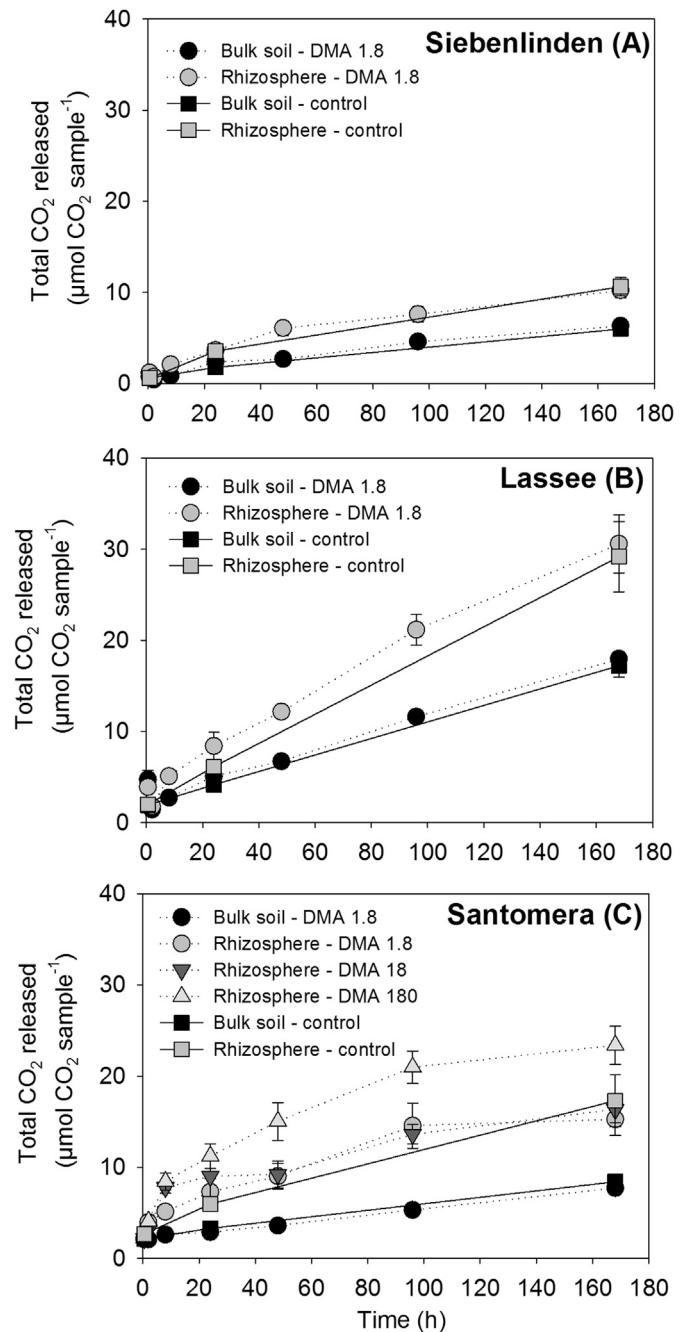 Siebenlinden (A)
Bulk soil - DMA 1.8
Rhizosphere - DMA 1.8
Bulk soil - control
Rhizosphere - control
Total CO₂ released
(µmol CO₂ sample⁻¹)
40
30
20
10
0
0 20 40 60 80 100 120 140 160 180
Lassee (B)
Bulk soil - DMA 1.8
Rhizosphere - DMA 1.8
Bulk soil - control
Rhizosphere - control
Total CO₂ released
(µmol CO₂ sample⁻¹)
40
30
20
10
0
0 20 40 60 80 100 120 140 160 180
Santomera (C)
Bulk soil - DMA 1.8
Rhizosphere - DMA 1.8
Rhizosphere - DMA 18
Rhizosphere - DMA 180
Bulk soil - control
Rhizosphere - control
Total CO₂ released
(µmol CO₂ sample⁻¹)
40
30
20
10
0
0 20 40 60 80 100 120 140 160 180
Time (h)